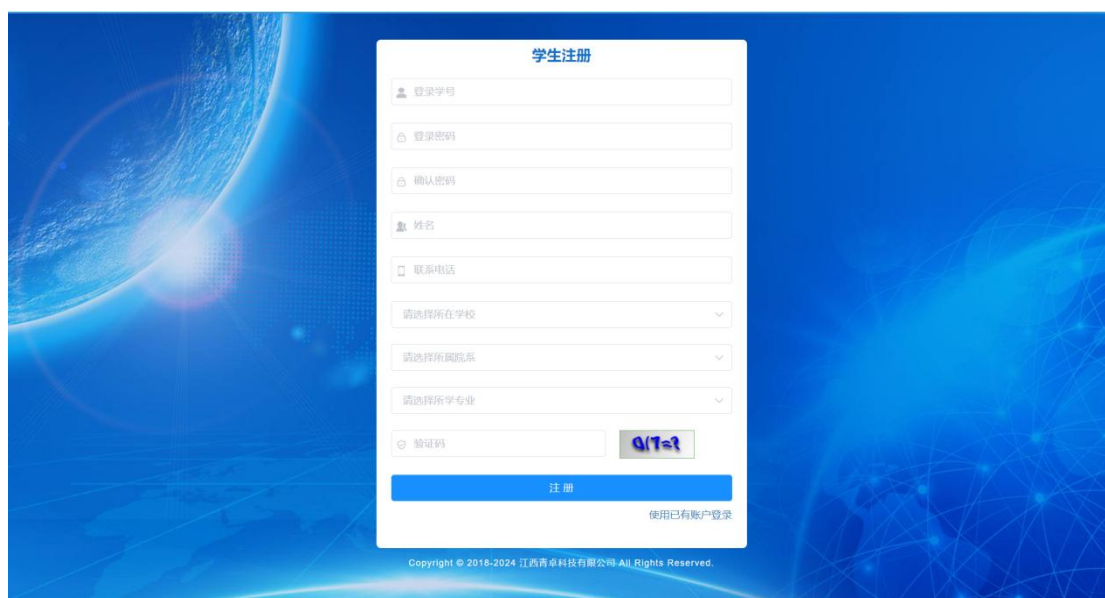 学生注册
登录学号
登录密码
确认密码
姓名
联系电话
请选择所在学校
请选择所属院系
请选择所学专业
验证码
注 册
使用已有账户登录
Copyright © 2018-2024 江西青卓科技有限公司 All Rights Reserved.